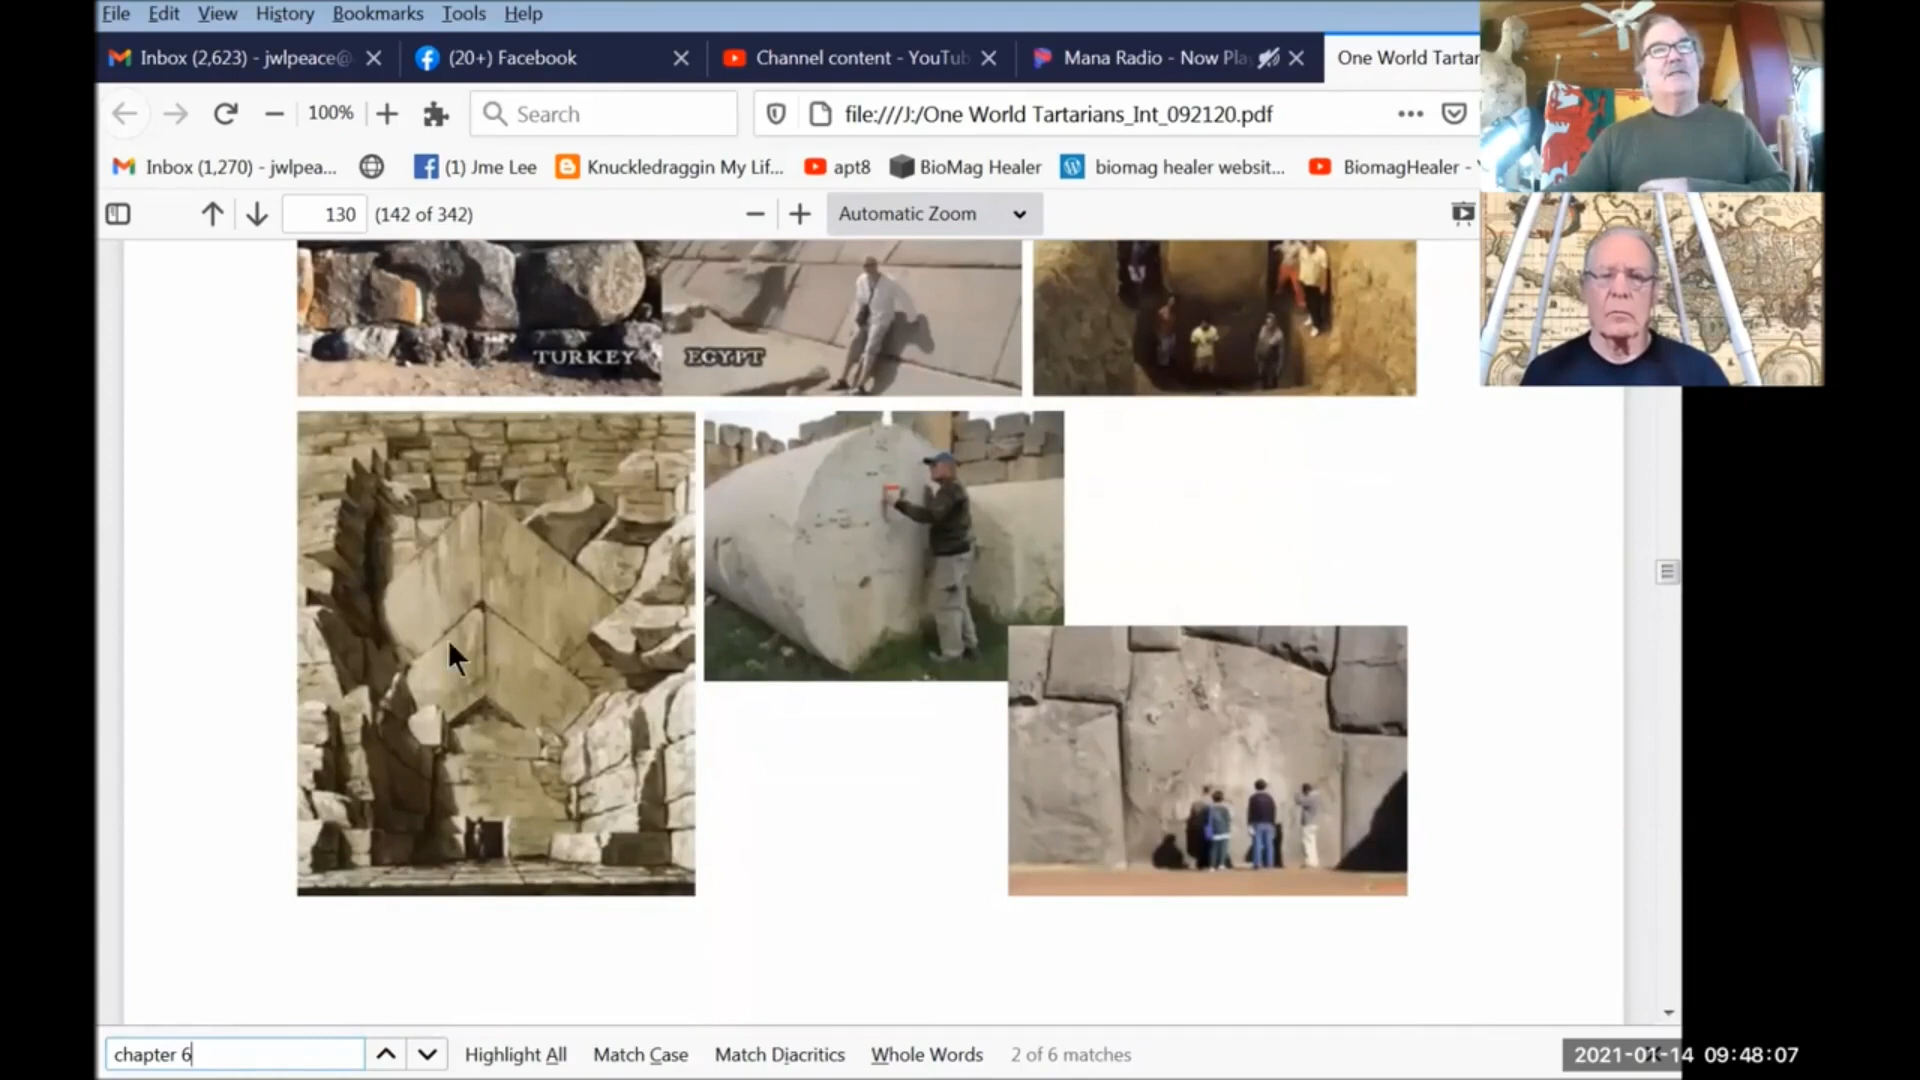 File Edit View History Bookmarks Tools Help
Inbox (2,623) - jwlpeace@
(20+) Facebook
Channel content - YouTub
Mana Radio - Now Pla
One World Tartar
100%
Search
file:///J:/One World Tartarians_Int_092120.pdf
Inbox (1,270) - jwlpea...
(1) Jme Lee
Knuckledraggin My Lif...
apt8
BioMag Healer
biomag healer websit...
BiomagHealer -
130 (142 of 342)
Automatic Zoom
TURKEY
EGYPT
chapter 6
Highlight All
Match Case
Match Diacritics
Whole Words
2 of 6 matches
2021-01-14 09:48:07